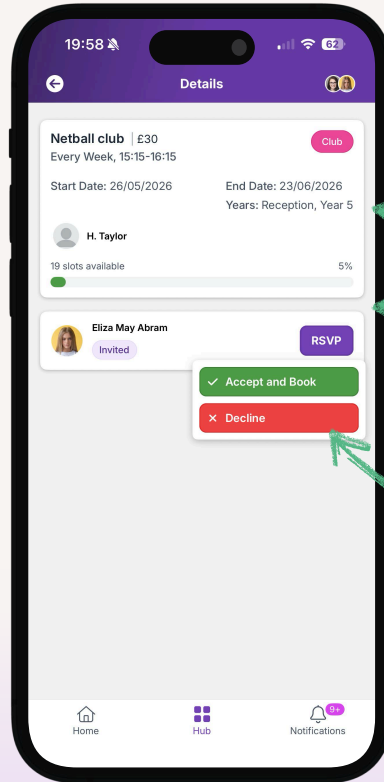 19:58
62
Details
Netball club | £30
Club
Every Week, 15:15-16:15
Start Date: 26/05/2026
End Date: 23/06/2026
Years: Reception, Year 5
H. Taylor
19 slots available
5%
Eliza May Abram
Invited
RSVP
Accept and Book
Decline
Home
Hub
9+
Notifications